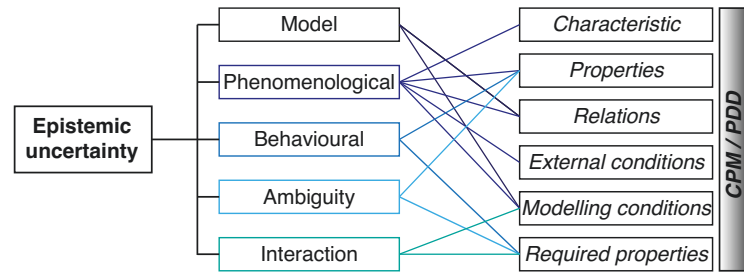 Epistemic
uncertainty
Model
Phenomenological
Behavioural
Ambiguity
Interaction
Characteristic
Properties
Relations
External conditions
Modelling conditions
Required properties
CPM / PDD